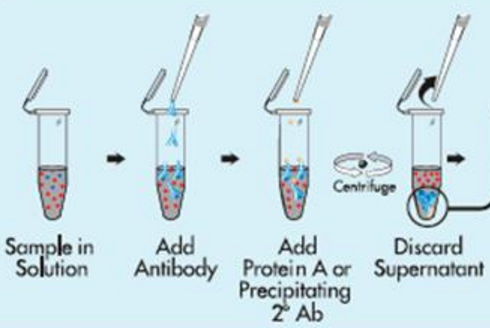 Sample in
Solution
Add
Antibody
Add
Protein A or
Precipitating
2° Ab
Centrifuge
Discard
Supernatant